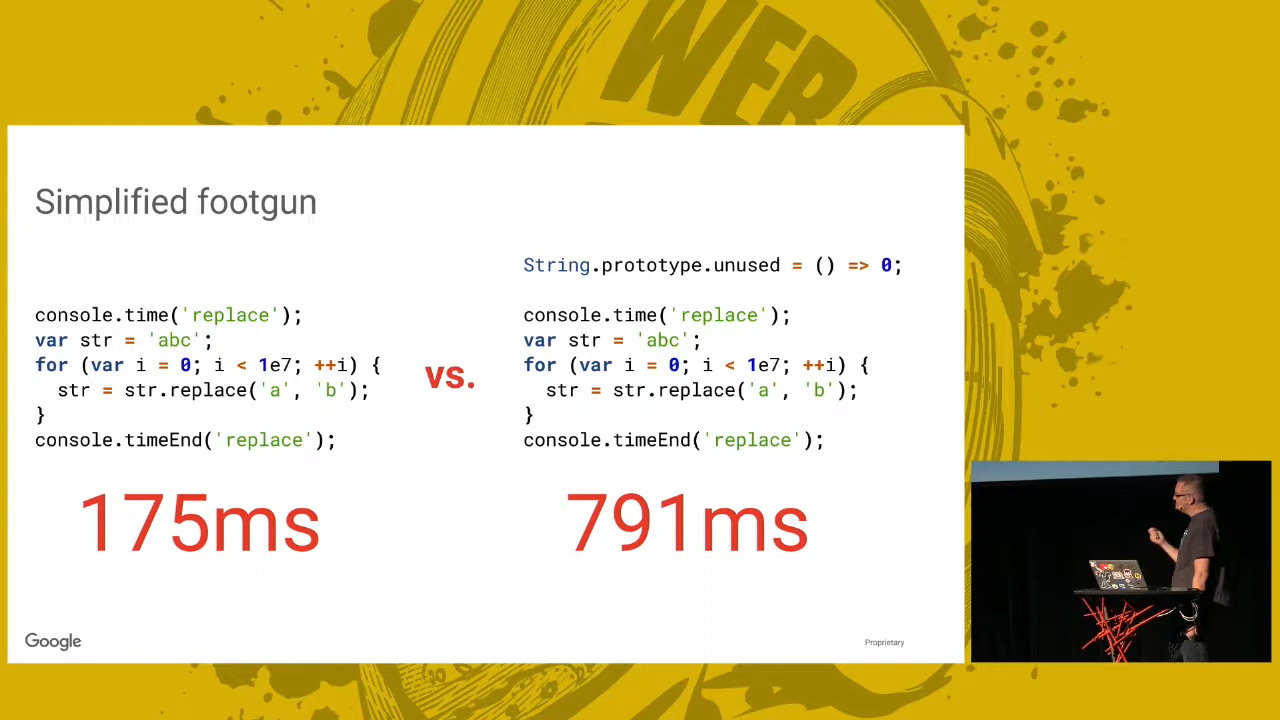 WEB
Simplified footgun
console.time('replace');
var str = 'abc';
for (var i = 0; i < 1e7; ++i) {
  str = str.replace('a', 'b');
}
console.timeEnd('replace');
175ms
vs.
String.prototype.unused = () => 0;
console.time('replace');
var str = 'abc';
for (var i = 0; i < 1e7; ++i) {
  str = str.replace('a', 'b');
}
console.timeEnd('replace');
791ms
Google
Proprietary